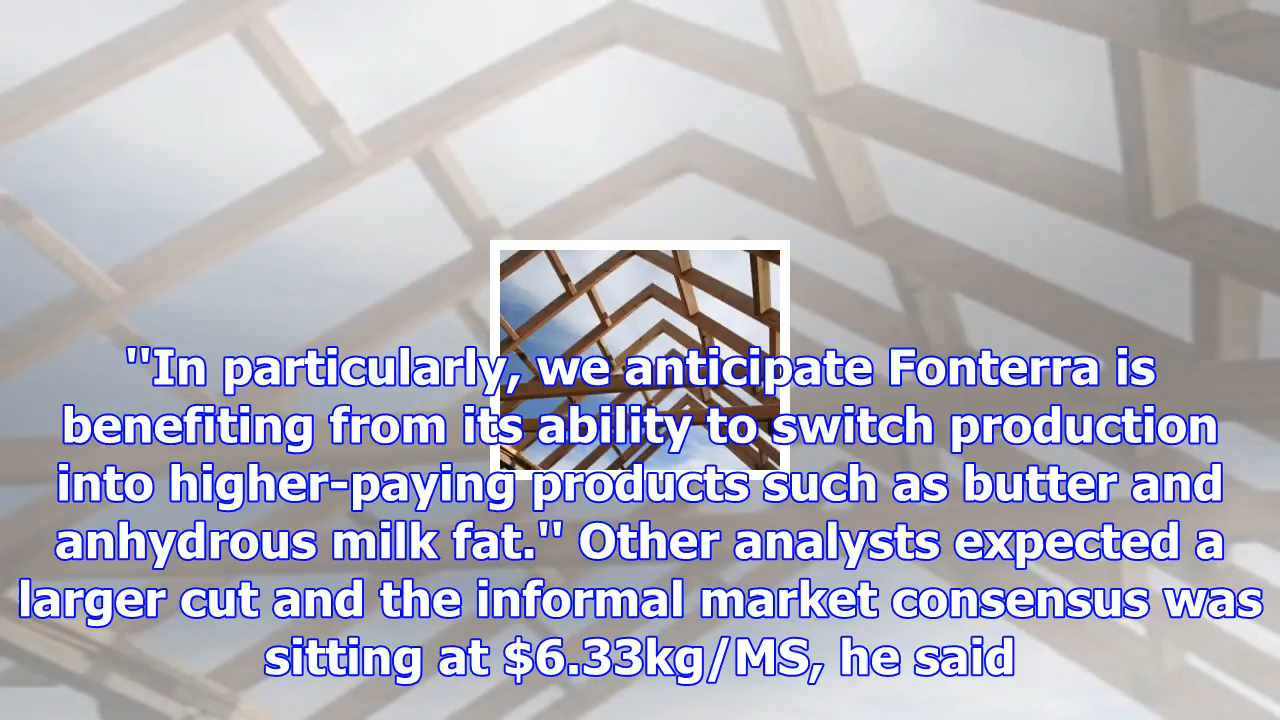 "In particularly, we anticipate Fonterra is
benefiting from its ability to switch production
into higher-paying products such as butter and
anhydrous milk fat." Other analysts expected a
larger cut and the informal market consensus was
sitting at $6.33kg/MS, he said